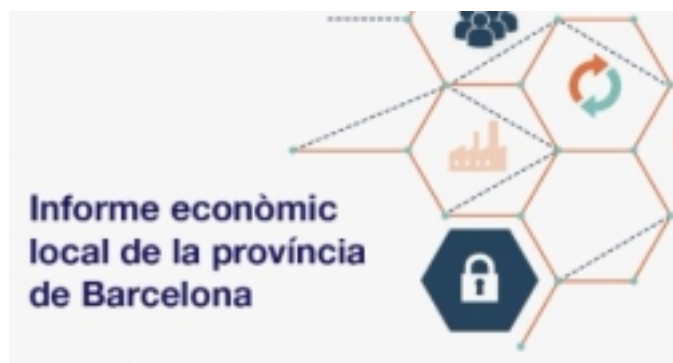 Informe econòmic
local de la província
de Barcelona